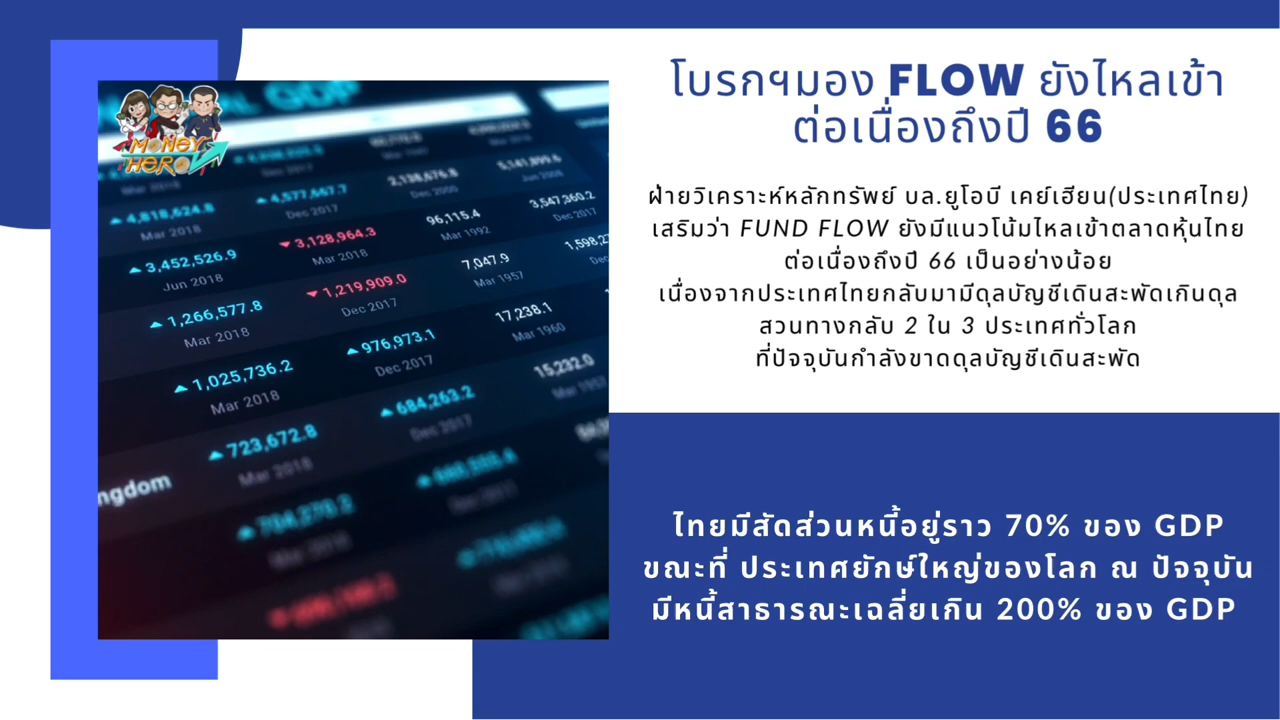 โบรกฯมอง FLOW ยังไหลเข้า
ต่อเนื่องถึงปี 66
ฝ่ายวิเคราะห์หลักทรัพย์ บล.ยูโอบี เคย์เฮียน(ประเทศไทย)
เสริมว่า FUND FLOW ยังมีแนวโน้มไหลเข้าตลาดหุ้นไทย
ต่อเนื่องถึงปี 66 เป็นอย่างน้อย
เนื่องจากประเทศไทยกลับมามีดุลบัญชีเดินสะพัดเกินดุล
สวนทางกลับ 2 ใน 3 ประเทศทั่วโลก
ที่ปัจจุบันกำลังขาดดุลบัญชีเดินสะพัด
ไทยมีสัดส่วนหนี้อยู่ราว 70% ของ GDP
ขณะที่ ประเทศยักษ์ใหญ่ของโลก ณ ปัจจุบัน
มีหนี้สาธารณะเฉลี่ยเกิน 200% ของ GDP
MONEY
HERO
GDP
4,818,624.8 4,577,667.7 2,138,676.8 5,141,899.6
Mar 2018 Dec 2017 Dec 2000 Jun 2008
3,452,526.9 3,128,964.3 96,115.4 3,547,360.2
Jun 2018 Mar 2018 Mar 1992 Dec 2017
1,266,577.8 1,219,909.0 7,047.9
Mar 2018 Dec 2017 Mar 1957
1,025,736.2 976,973.1 17,238.1
Mar 2018 Dec 2017 Mar 1960
723,672.8 684,263.2 15,232.0
Mar 2018 Dec 2017
ngdom